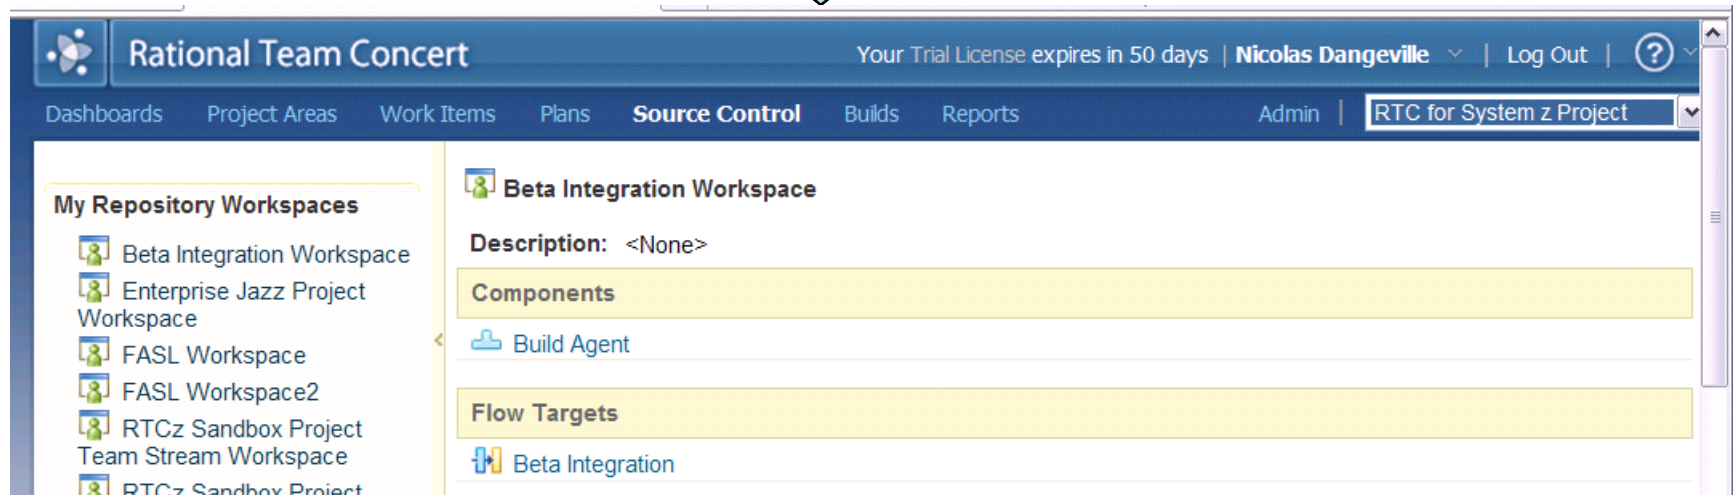 Rational Team Concert
Your Trial License expires in 50 days | Nicolas Dangeville | Log Out | ?
Dashboards Project Areas Work Items Plans Source Control Builds Reports Admin | RTC for System z Project
My Repository Workspaces
Beta Integration Workspace
Enterprise Jazz Project
Workspace
FASL Workspace
FASL Workspace2
RTCz Sandbox Project
Team Stream Workspace
RTCz Sandbox Project
Beta Integration Workspace
Description: <None>
Components
Build Agent
Flow Targets
Beta Integration